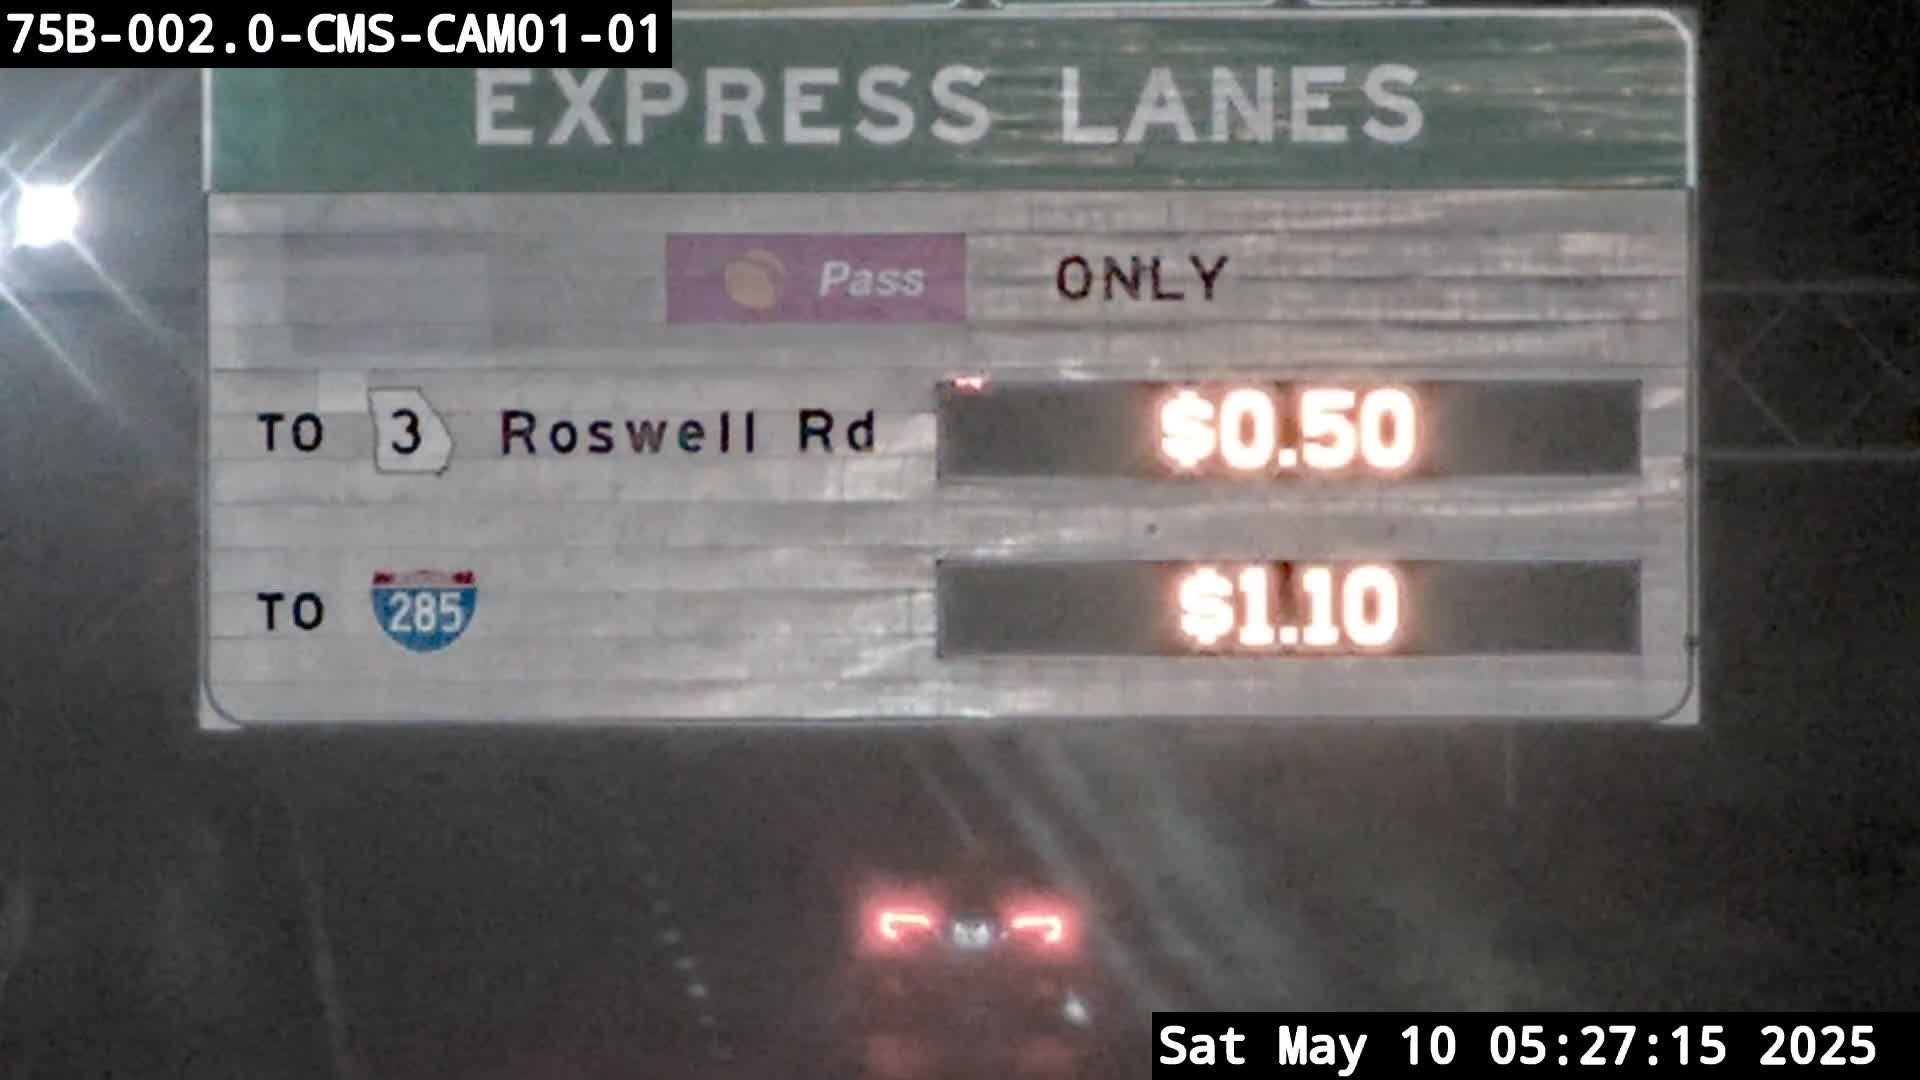 75B-002.0-CMS-CAM01-01
EXPRESS LANES
Pass ONLY
TO 3 Roswell Rd $0.50
TO 285 $1.10
Sat May 10 05:27:15 2025